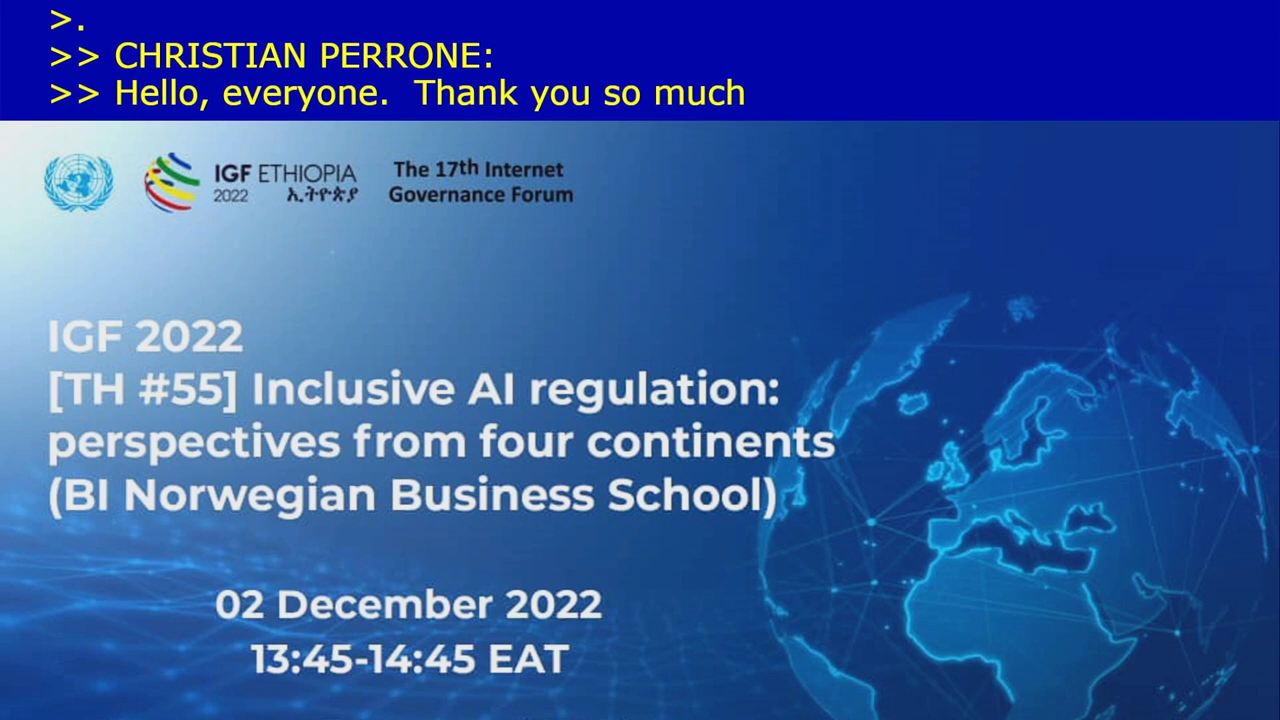 >.
>> CHRISTIAN PERRONE:
>> Hello, everyone.  Thank you so much
IGF ETHIOPIA
2022 ኢትዮጵያ
The 17th Internet
Governance Forum
IGF 2022
[TH #55] Inclusive AI regulation:
perspectives from four continents
(BI Norwegian Business School)
02 December 2022
13:45-14:45 EAT